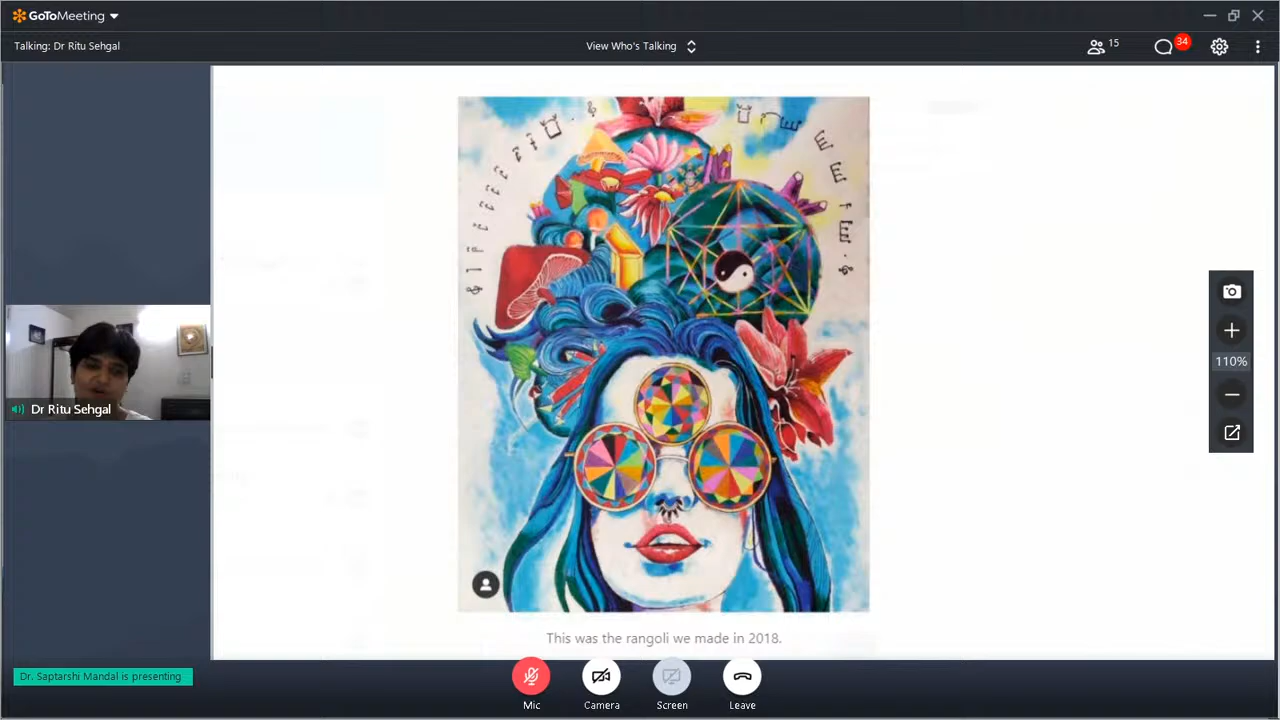 GoToMeeting
Talking: Dr Ritu Sehgal
View Who's Talking
15
34
110%
Dr Ritu Sehgal
This was the rangoli we made in 2018.
Dr. Saptarshi Mandal is presenting
Mic
Camera
Screen
Leave